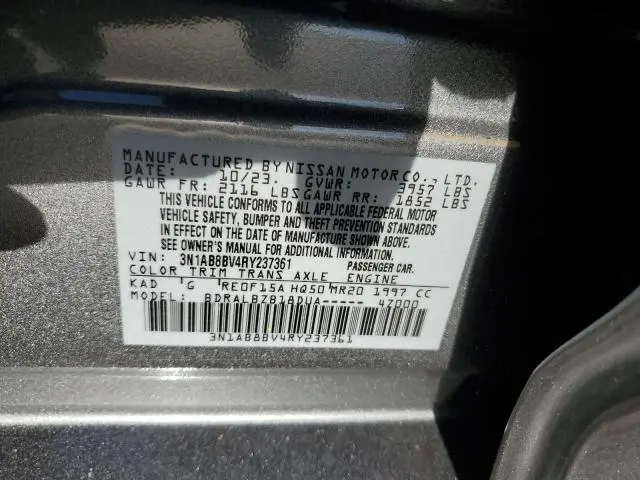 MANUFACTURED BY NISSAN MOTOR CO., LTD.
DATE: 10/23. GVWR: 3957 LBS
GAWR FR: 2116 LBS GAWR RR: 1852 LBS
THIS VEHICLE CONFORMS TO ALL APPLICABLE FEDERAL MOTOR
VEHICLE SAFETY, BUMPER AND THEFT PREVENTION STANDARDS
IN EFFECT ON THE DATE OF MANUFACTURE SHOWN ABOVE.
SEE OWNER'S MANUAL FOR ADDITIONAL INFORMATION
VIN: 3N1AB8BV4RY237361 PASSENGER CAR.
COLOR TRIM TRANS AXLE ENGINE
KAD G RE0F15A HQ50 MR20 1997 CC
MODEL: BDRALBZB18DUA----- 4Z000
3N1AB8BV4RY237361